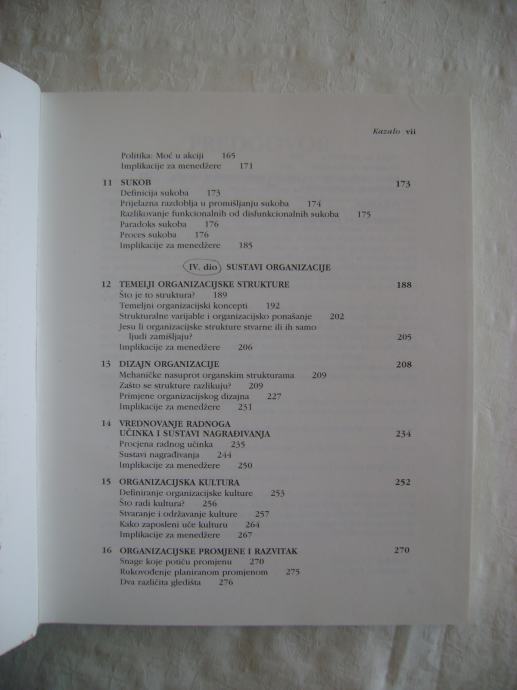 Kazalo vii
Politika: Moć u akciji 165
Implikacije za menedžere 171
11 SUKOB 173
Definicija sukoba 173
Prijelazna razdoblja u promišljanju sukoba 174
Razlikovanje funkcionalnih od disfunkcionalnih sukoba 175
Paradoks sukoba 176
Proces sukoba 176
Implikacije za menedžere 185
IV. dio SUSTAVI ORGANIZACIJE
12 TEMELJI ORGANIZACIJSKE STRUKTURE 188
Što je to struktura? 189
Temeljni organizacijski koncepti 192
Strukturalne varijable i organizacijsko ponašanje 202
Jesu li organizacijske strukture stvarne ili ih samo
ljudi zamišljaju? 205
Implikacije za menedžere 206
13 DIZAJN ORGANIZACIJE 208
Mehaničke nasuprot organskim strukturama 209
Zašto se strukture razlikuju? 209
Primjene organizacijskog dizajna 227
Implikacije za menedžere 231
14 VREDNOVANJE RADNOGA
UČINKA I SUSTAVI NAGRAĐIVANJA 234
Procjena radnog učinka 235
Sustavi nagrađivanja 244
Implikacije za menedžere 250
15 ORGANIZACIJSKA KULTURA 252
Definiranje organizacijske kulture 253
Što radi kultura? 256
Stvaranje i održavanje kulture 257
Kako zaposleni uče kulturu 264
Implikacije za menedžere 267
16 ORGANIZACIJSKE PROMJENE I RAZVITAK 270
Snage koje potiču promjenu 270
Rukovođenje planiranom promjenom 275
Dva različita gledišta 276